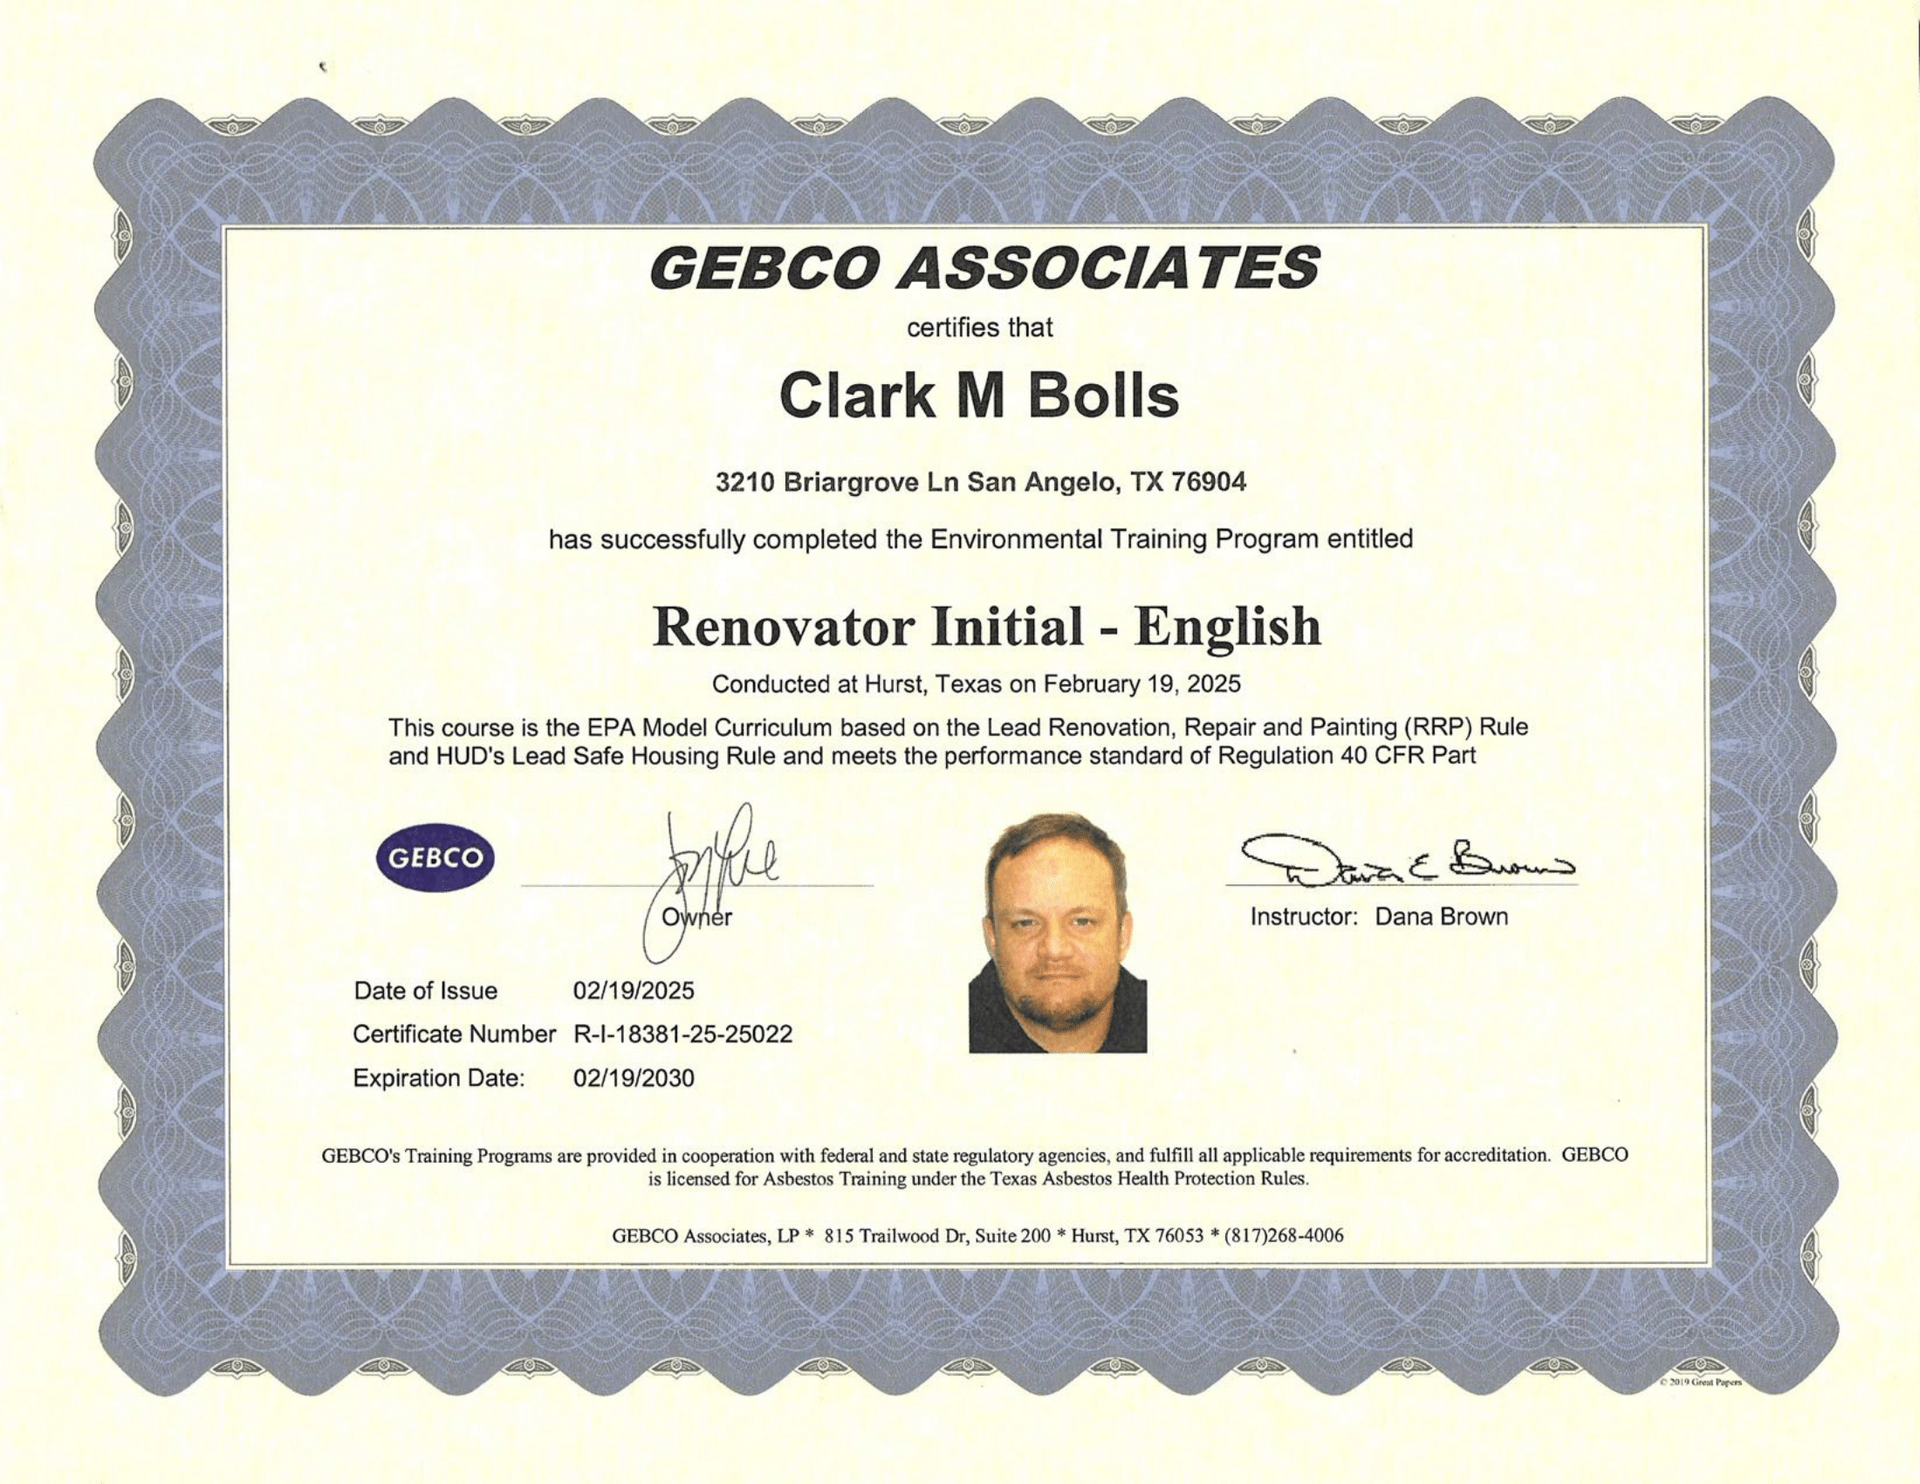 GEBCO ASSOCIATES
certifies that
Clark M Bolls
3210 Briargrove Ln San Angelo, TX 76904
has successfully completed the Environmental Training Program entitled
Renovator Initial - English
Conducted at Hurst, Texas on February 19, 2025
This course is the EPA Model Curriculum based on the Lead Renovation, Repair and Painting (RRP) Rule
and HUD's Lead Safe Housing Rule and meets the performance standard of Regulation 40 CFR Part
GEBCO
Owner
Dana E Brown
Instructor: Dana Brown
Date of Issue 02/19/2025
Certificate Number R-I-18381-25-25022
Expiration Date: 02/19/2030
GEBCO's Training Programs are provided in cooperation with federal and state regulatory agencies, and fulfill all applicable requirements for accreditation. GEBCO
is licensed for Asbestos Training under the Texas Asbestos Health Protection Rules.
GEBCO Associates, LP * 815 Trailwood Dr, Suite 200 * Hurst, TX 76053 * (817)268-4006
© 2019 Great Papers